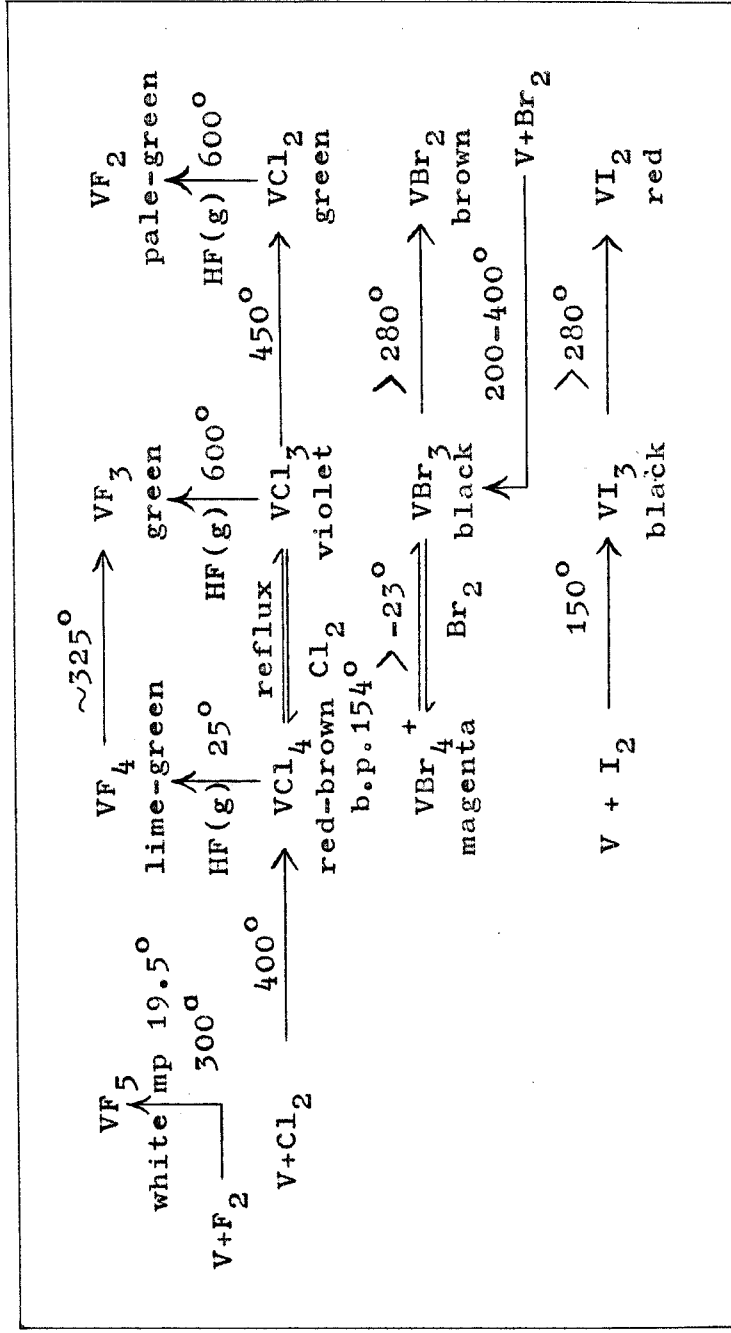 ~325°
VF5 VF4 VF3 VF2
white mp 19.5° lime-green green pale-green
300° HF(g) 25° HF(g) 600° HF(g) 600°
V+F2
400° reflux 450°
V+Cl2 VCl4 VCl3 VCl2
red-brown Cl2 violet green
b.p.154°
>-23° >280°
VBr4+ VBr3 VBr2
magenta Br2 black brown
200-400° V+Br2
150° >280°
V + I2 VI3 VI2
black red